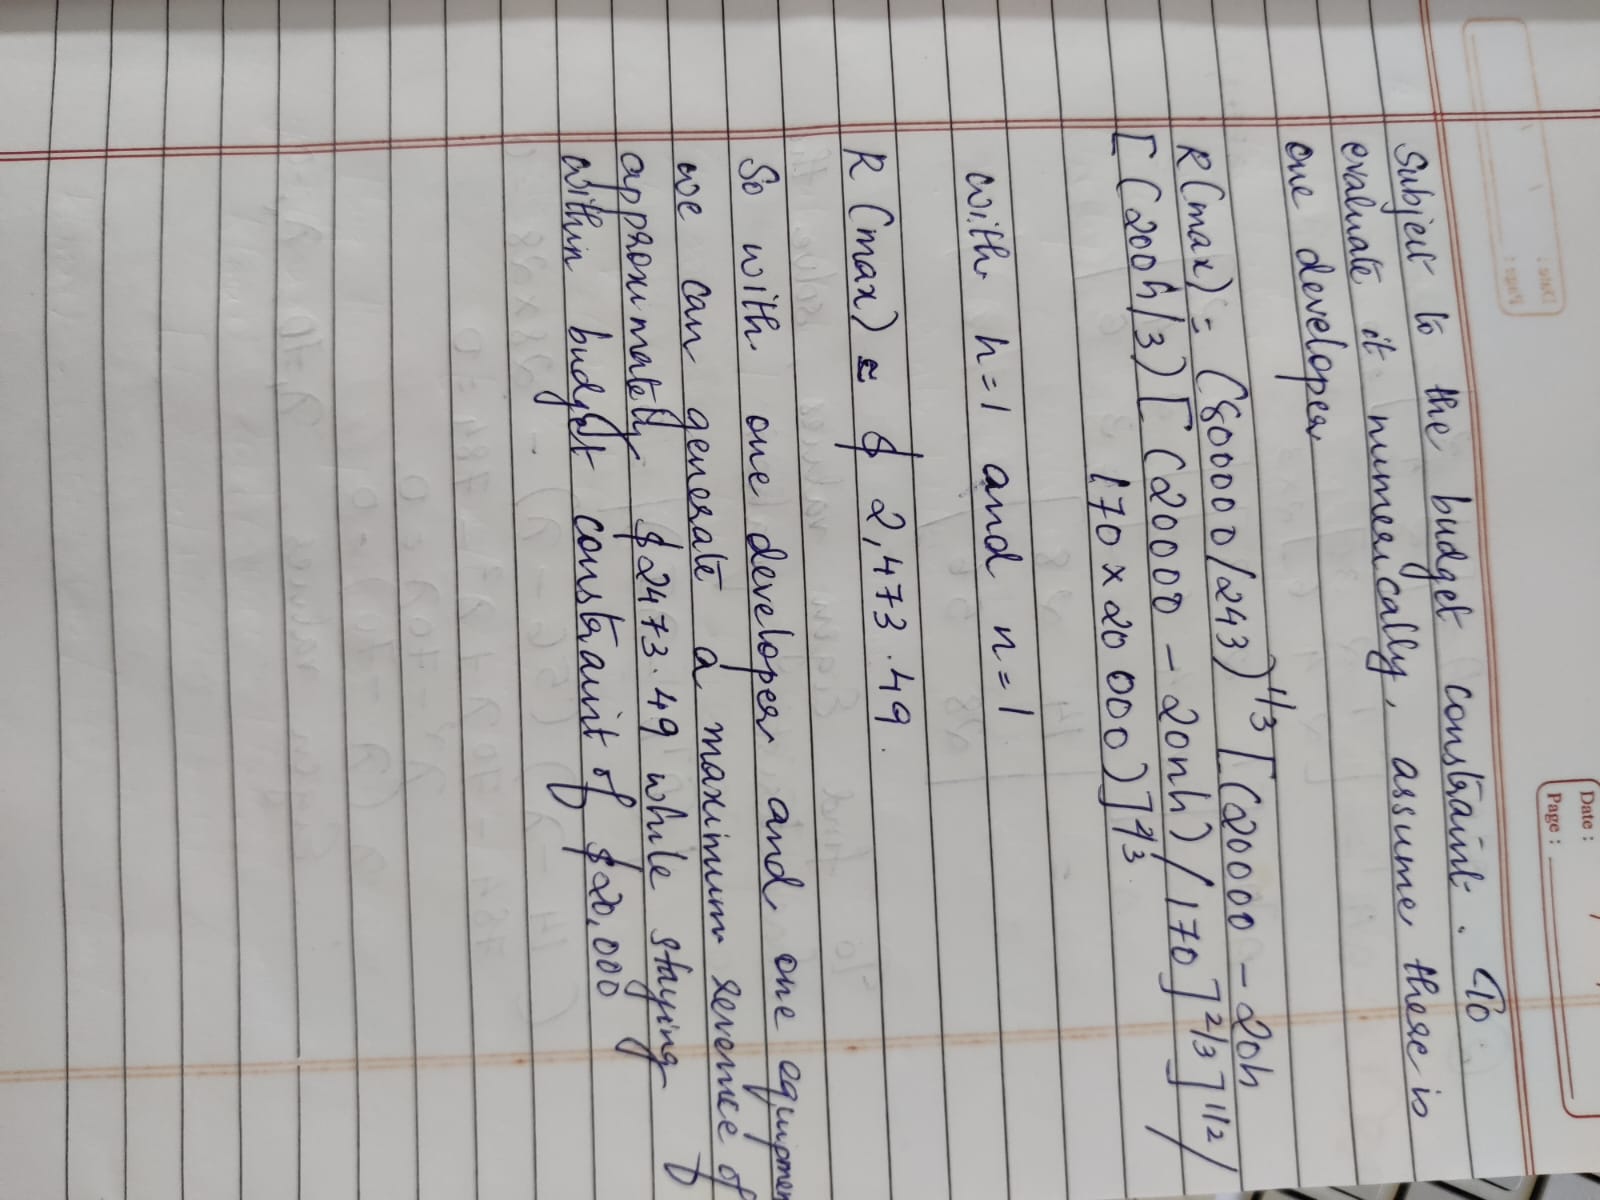 Date :
Page :
Subject to the budget constraint. To
evaluate it numerically, assume there is
one developer
R(max) = (800000/243)^1/3 [(20000 - 20h
[(200h/3)[(20000 - 20nh)/170]^2/3]^1/2/
170 × 20000)]^2/3.
with h=1 and n=1
R(max) ≈ $ 2,473.49.
So with one developer and one equipmen
we can generate a maximum revenue of
approximately $2473.49 while staying
within budget constraint of $20,000